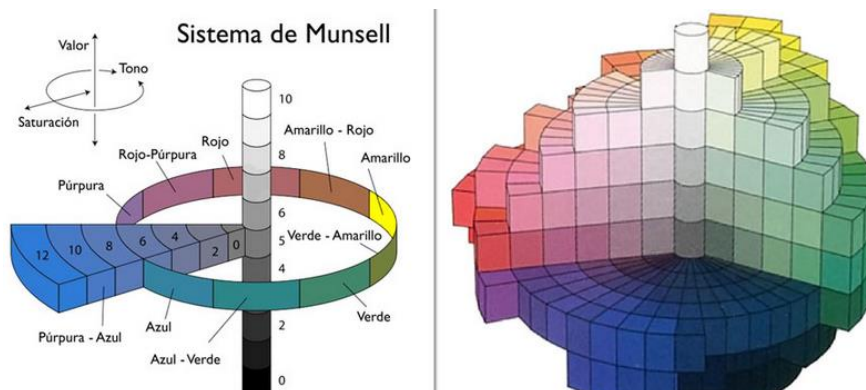 Sistema de Munsell
Valor
Tono
Saturación
10
8
6
5
4
2
0
Rojo
Amarillo - Rojo
Rojo-Púrpura
Amarillo
Púrpura
Verde - Amarillo
12 10 8 6 4 2 0
Púrpura - Azul
Azul
Azul - Verde
Verde